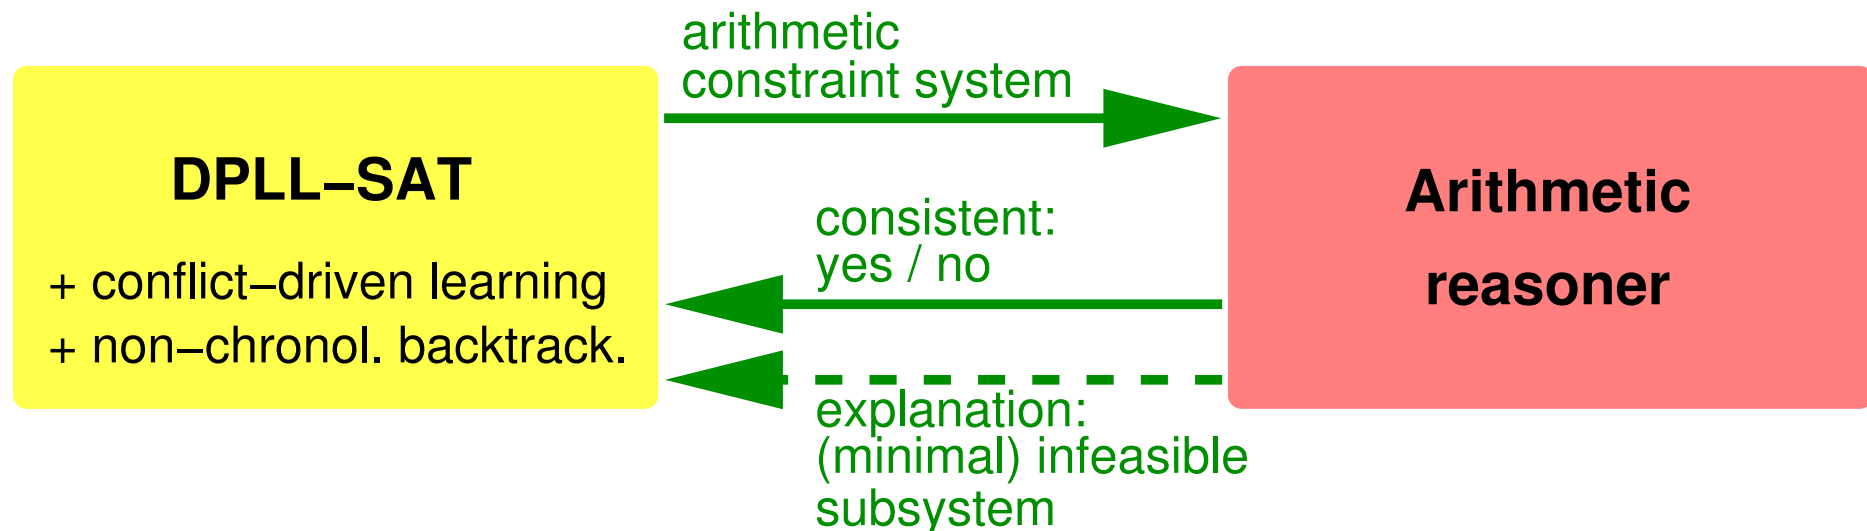 arithmetic
constraint system
DPLL–SAT
+ conflict–driven learning
+ non–chronol. backtrack.
consistent:
yes / no
explanation:
(minimal) infeasible
subsystem
Arithmetic
reasoner